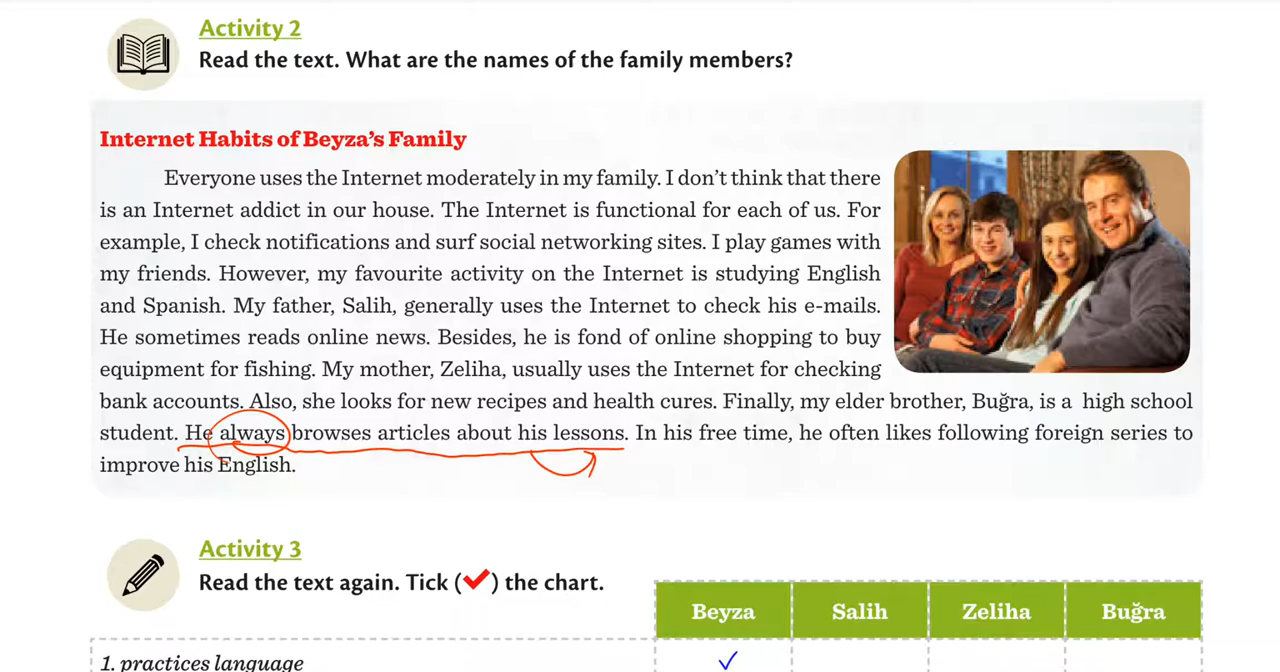 Activity 2
Read the text. What are the names of the family members?
Internet Habits of Beyza's Family
Everyone uses the Internet moderately in my family. I don't think that there
is an Internet addict in our house. The Internet is functional for each of us. For
example, I check notifications and surf social networking sites. I play games with
my friends. However, my favourite activity on the Internet is studying English
and Spanish. My father, Salih, generally uses the Internet to check his e-mails.
He sometimes reads online news. Besides, he is fond of online shopping to buy
equipment for fishing. My mother, Zeliha, usually uses the Internet for checking
bank accounts. Also, she looks for new recipes and health cures. Finally, my elder brother, Buğra, is a high school
student. He always browses articles about his lessons. In his free time, he often likes following foreign series to
improve his English.
Activity 3
Read the text again. Tick (✓) the chart.
Beyza Salih Zeliha Buğra
1. practices language ✓